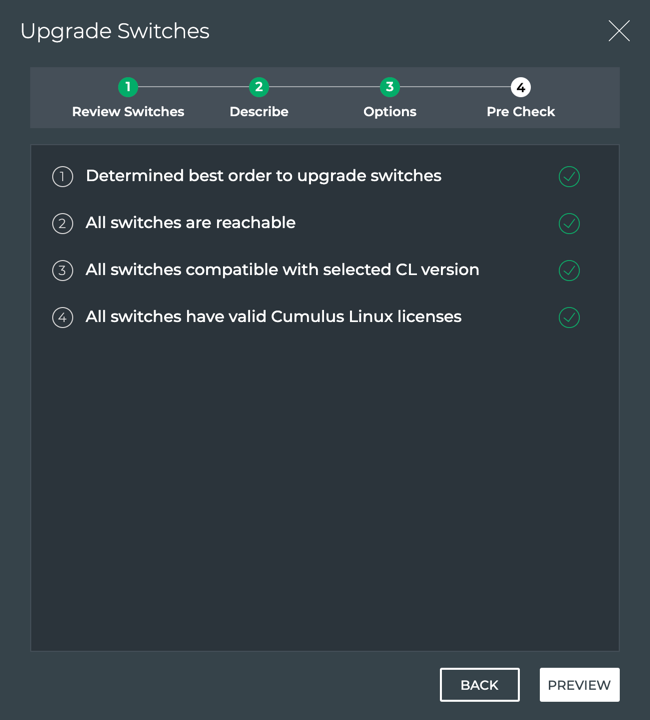 Upgrade Switches
1 2 3 4
Review Switches Describe Options Pre Check
1 Determined best order to upgrade switches
2 All switches are reachable
3 All switches compatible with selected CL version
4 All switches have valid Cumulus Linux licenses
BACK PREVIEW